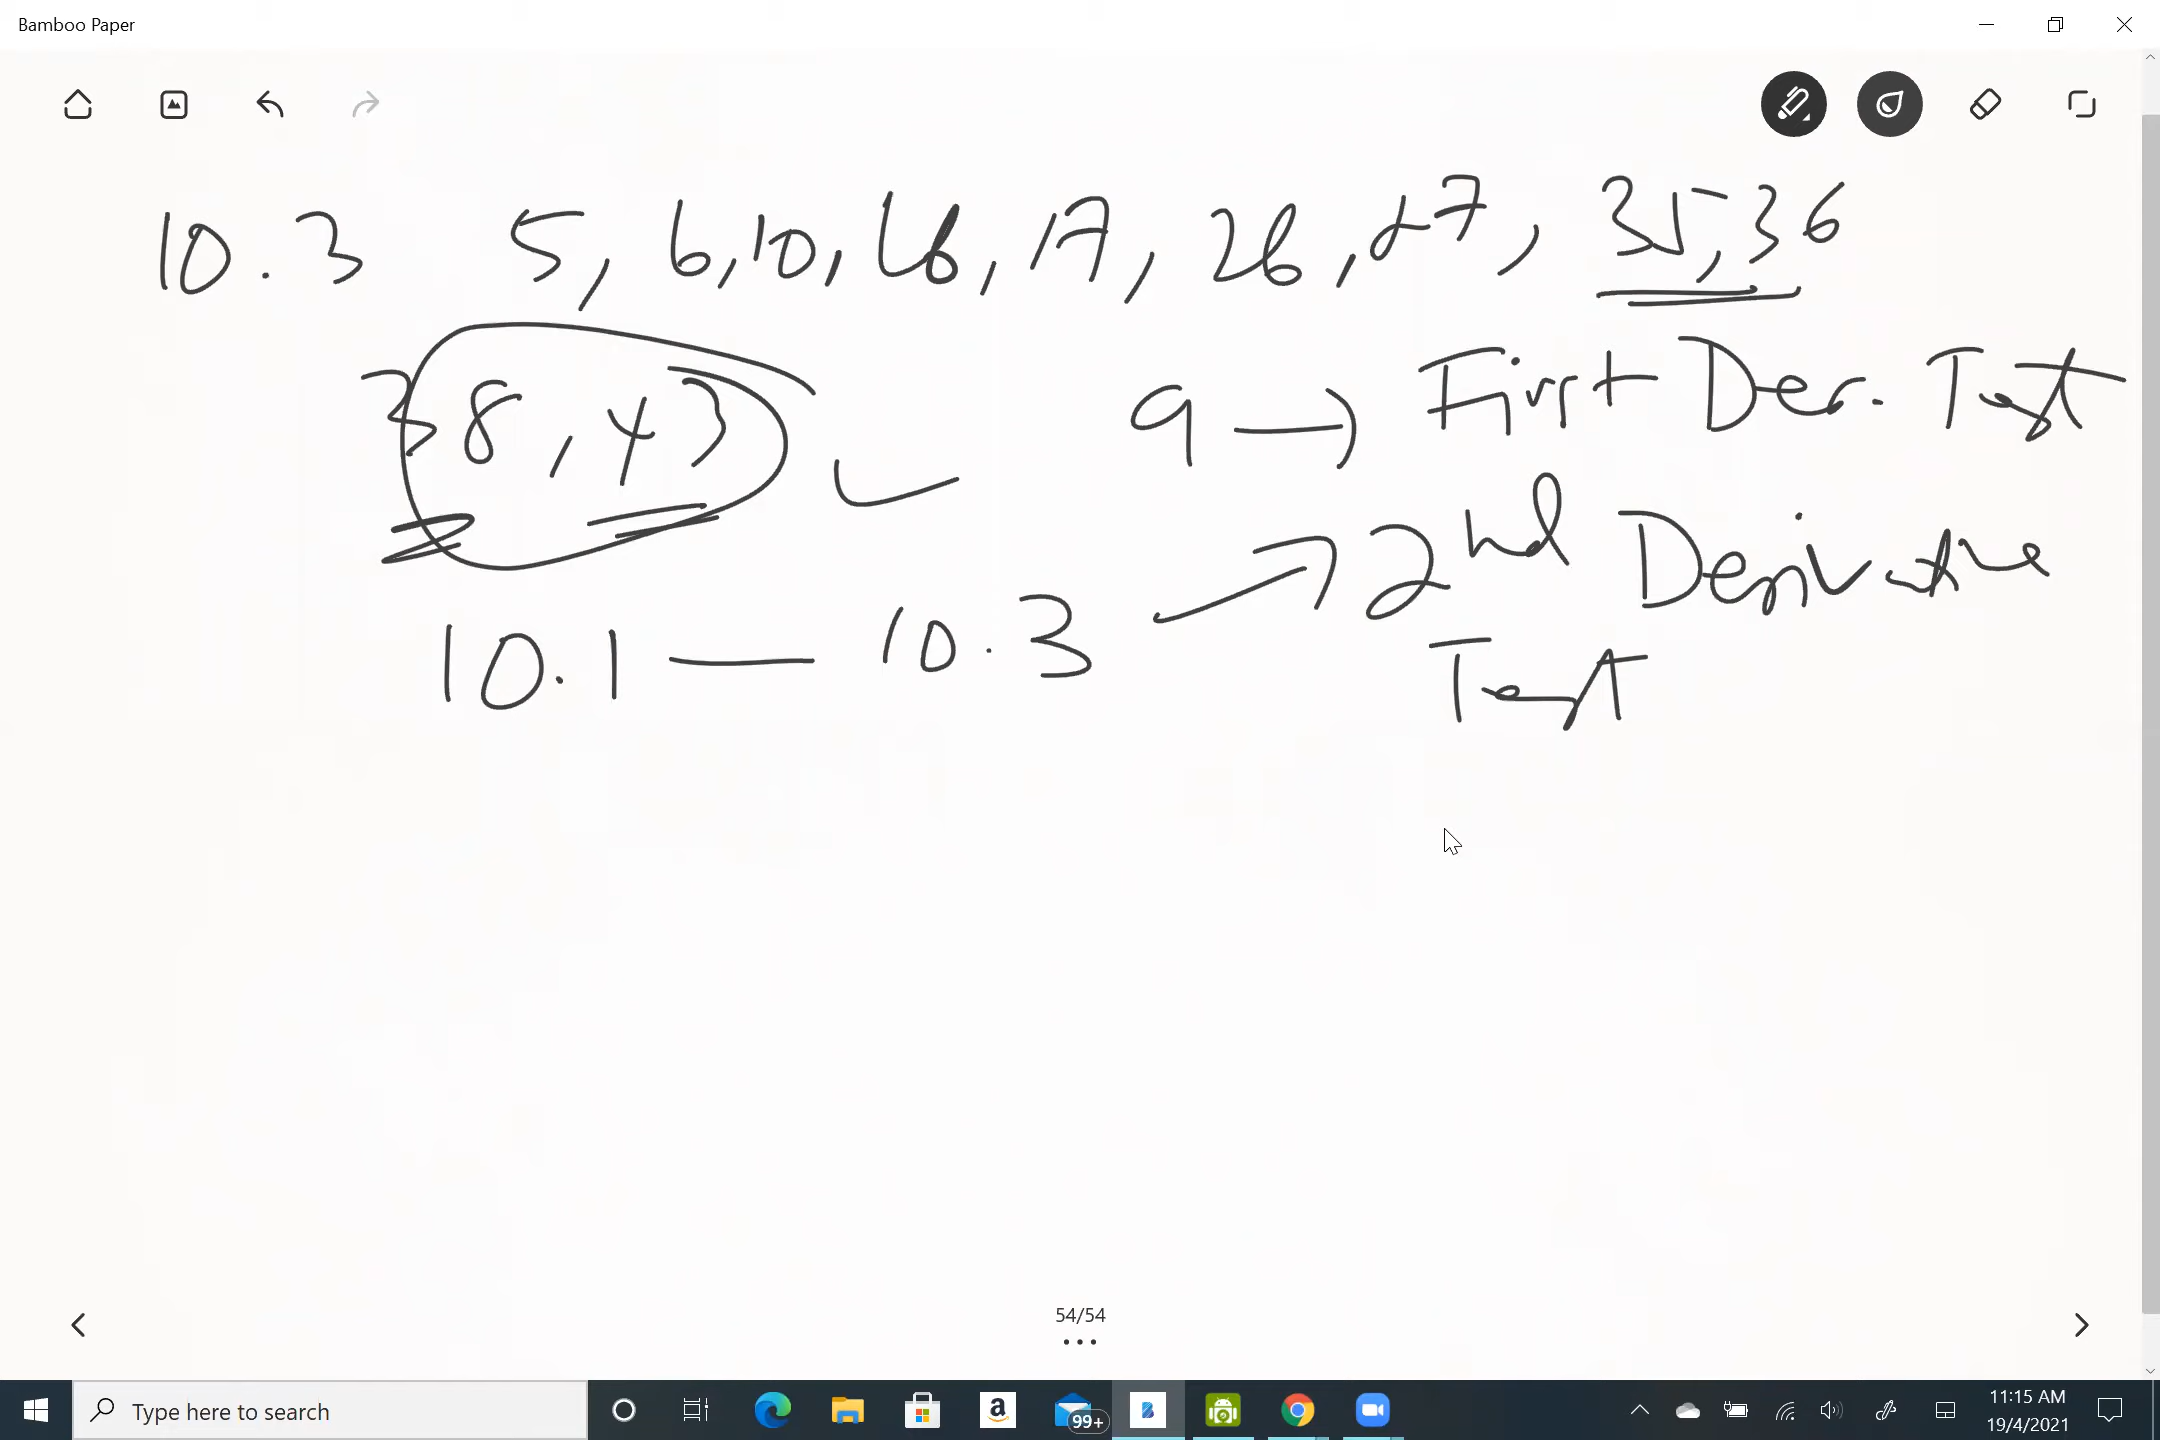 Bamboo Paper
10.3 5, 6, 10, 16, 17, 26, 27, 35, 36
38, 43 9 → First Der. Test
10.1 — 10.3 → 2nd Derivative
Test
54/54
Type here to search
a
99+
B
11:15 AM
19/4/2021